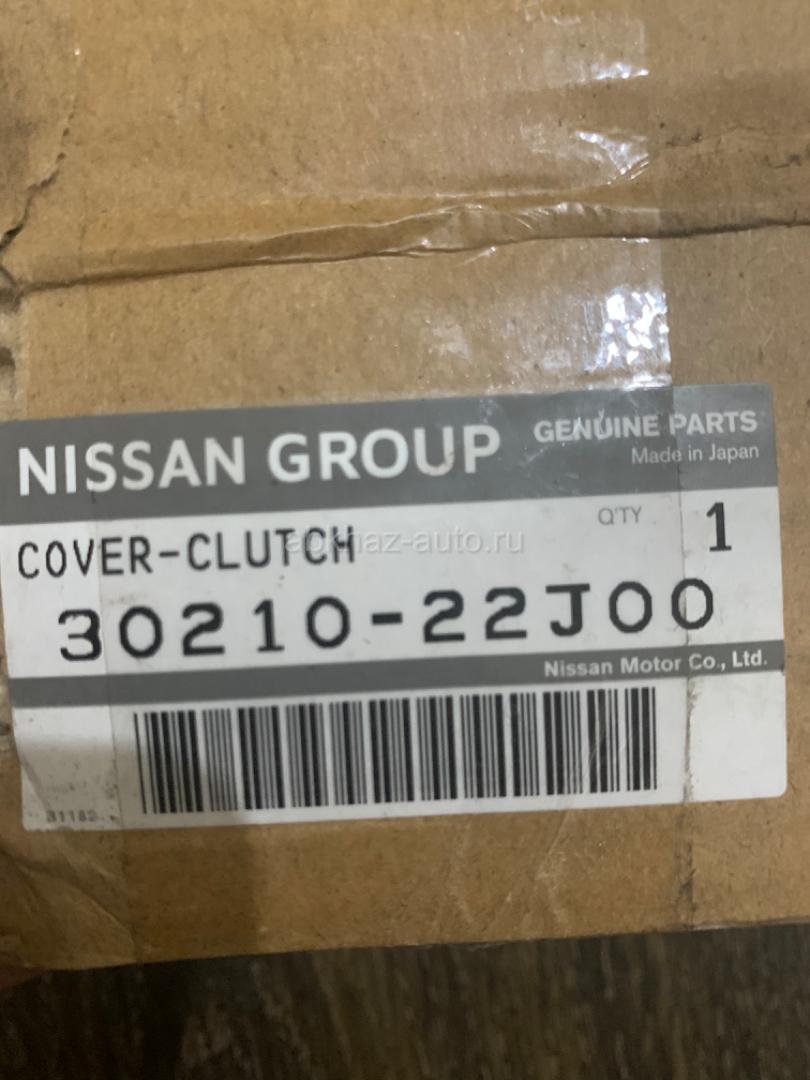 NISSAN GROUP
GENUINE PARTS
Made in Japan
COVER-CLUTCH
Q'TY 1
abkhaz-auto.ru
30210-22J00
Nissan Motor Co., Ltd.